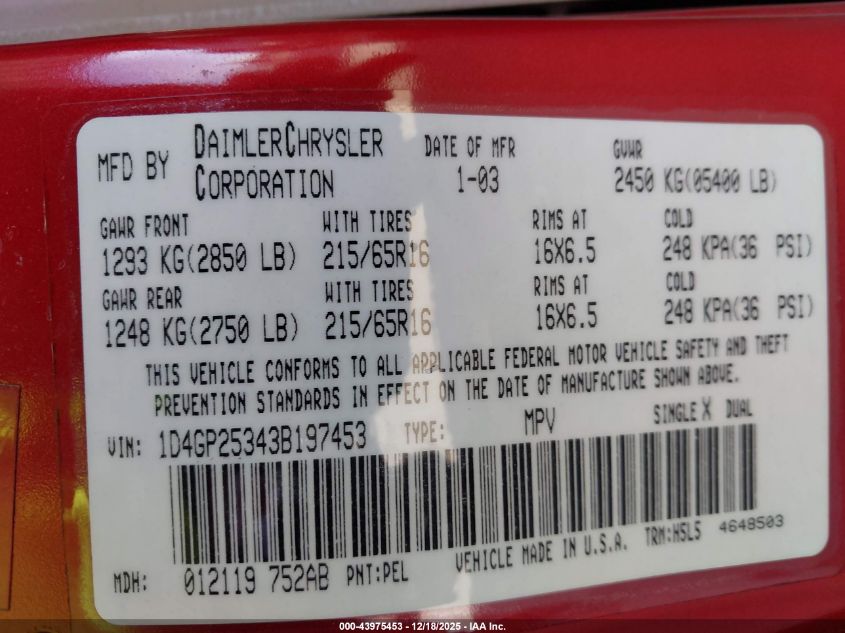 MFD BY DAIMLERCHRYSLER CORPORATION DATE OF MFR 1-03 GVWR 2450 KG(05400 LB)
GAWR FRONT WITH TIRES RIMS AT COLD
1293 KG(2850 LB) 215/65R16 16X6.5 248 KPA(36 PSI)
GAWR REAR WITH TIRES RIMS AT COLD
1248 KG(2750 LB) 215/65R16 16X6.5 248 KPA(36 PSI)
THIS VEHICLE CONFORMS TO ALL APPLICABLE FEDERAL MOTOR VEHICLE SAFETY AND THEFT
PREVENTION STANDARDS IN EFFECT ON THE DATE OF MANUFACTURE SHOWN ABOVE.
VIN: 1D4GP25343B197453 TYPE: MPV SINGLE X DUAL
MDH: 012119 752AB PNT:PEL VEHICLE MADE IN U.S.A. TRM:H5L5 4648503
000-43975453 - 12/18/2025 - IAA, Inc.